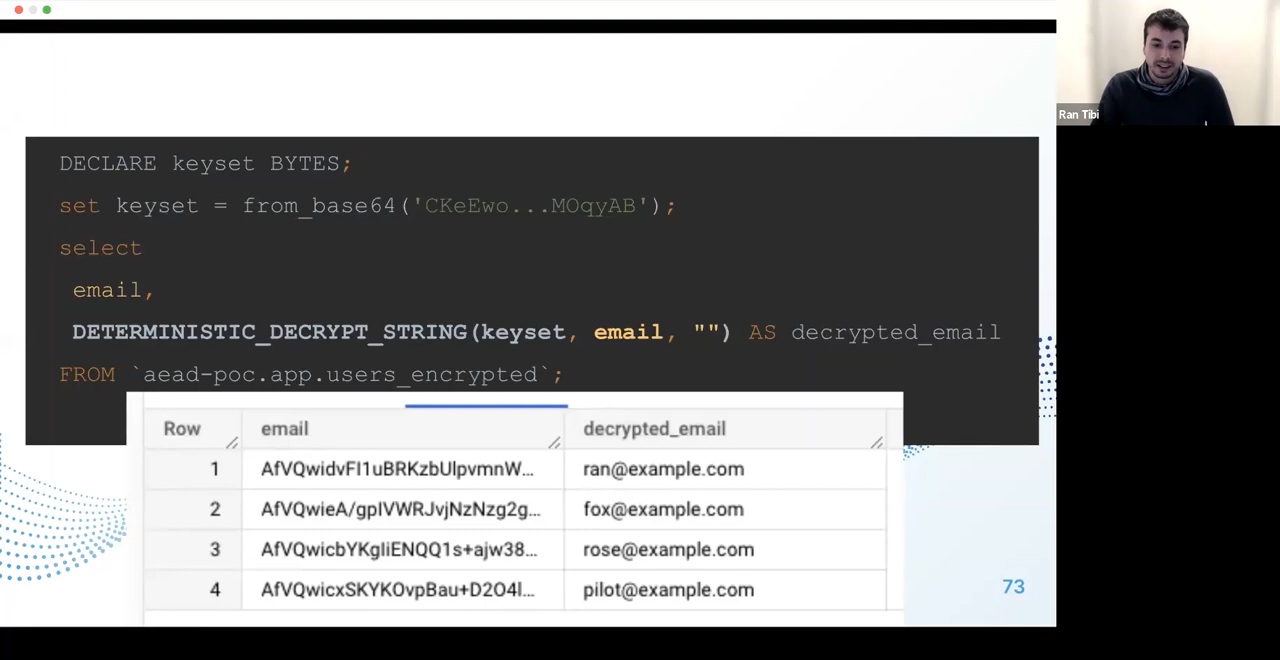 Ran Tibi
DECLARE keyset BYTES;
set keyset = from_base64('CKeEwo...MOqyAB');
select
email,
DETERMINISTIC_DECRYPT_STRING(keyset, email, "") AS decrypted_email
FROM `aead-poc.app.users_encrypted`;
Row email decrypted_email
1 AfVQwidvFI1uBRKzbUlpvmnW... ran@example.com
2 AfVQwieA/gpIVWRJvjNzNzg2g... fox@example.com
3 AfVQwicbYKgIiENQQ1s+ajw38... rose@example.com
4 AfVQwicxSKYKOvpBau+D2O4l... pilot@example.com
73